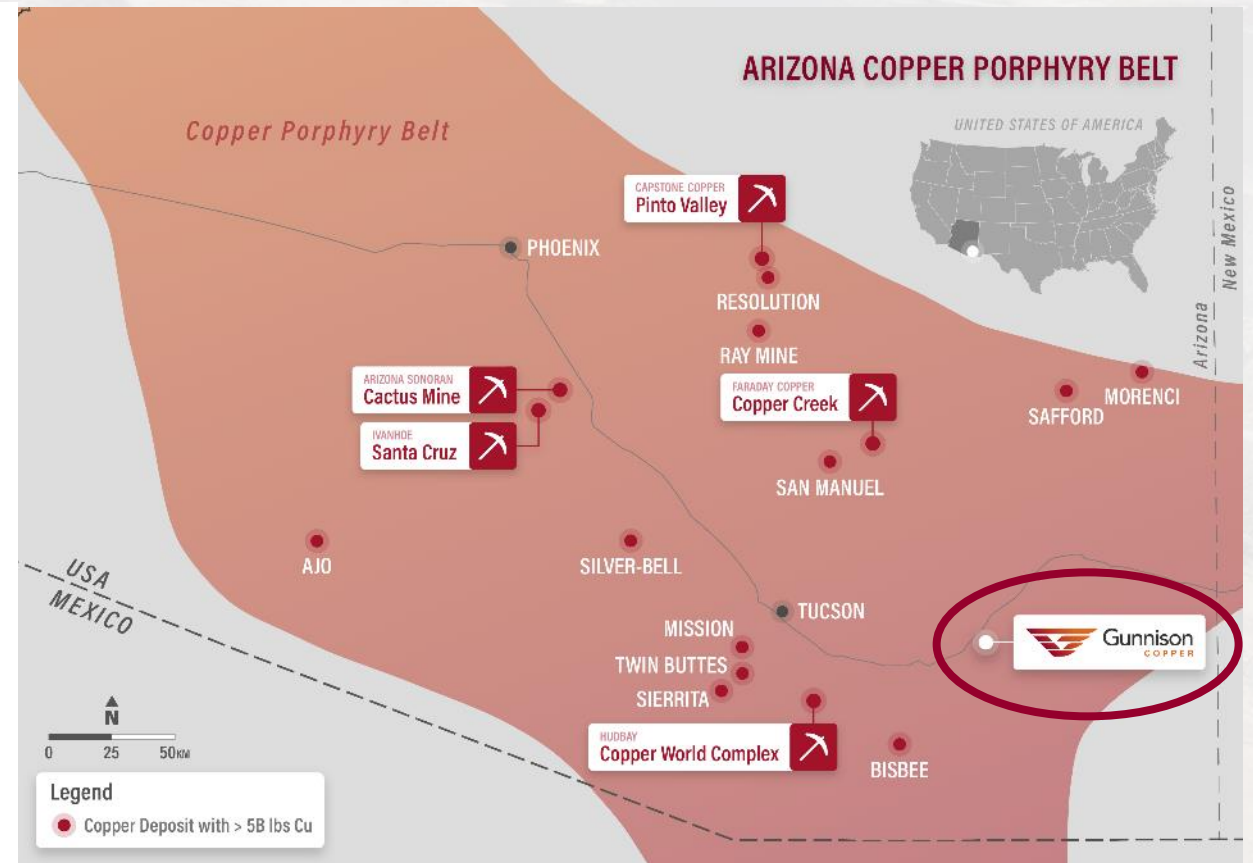 ARIZONA COPPER PORPHYRY BELT
Copper Porphyry Belt
UNITED STATES OF AMERICA
New Mexico
Arizona
CAPSTONE COPPER
Pinto Valley
PHOENIX
RESOLUTION
RAY MINE
ARIZONA SONORAN
Cactus Mine
FARADAY COPPER
Copper Creek
MORENCI
SAFFORD
IVANHOE
Santa Cruz
SAN MANUEL
AJO
SILVER-BELL
USA
MEXICO
TUCSON
MISSION
Gunnison
COPPER
TWIN BUTTES
SIERRITA
N
0 25 50KM
HUDBAY
Copper World Complex
BISBEE
Legend
Copper Deposit with > 5B lbs Cu